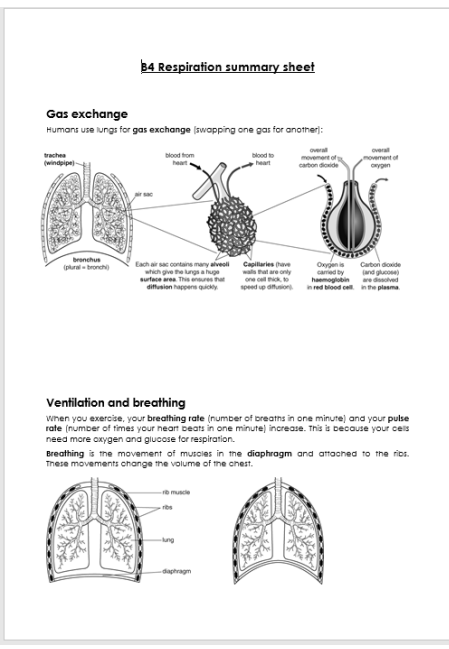 B4 Respiration summary sheet
Gas exchange
Humans use lungs for gas exchange (swapping one gas for another):
trachea
(windpipe)
bronchus
(plural = bronchi)
air sac
blood from
heart
blood to
heart
Each air sac contains many alveoli
which give the lungs a huge
surface area. This ensures that
diffusion happens quickly.
Capillaries (have
walls that are only
one cell thick, to
speed up diffusion).
overall
movement of
carbon dioxide
overall
movement of
oxygen
Oxygen is
carried by
haemoglobin
in red blood cell.
Carbon dioxide
(and glucose)
are dissolved
in the plasma.
Ventilation and breathing
When you exercise, your breathing rate (number of breaths in one minute) and your pulse
rate (number of times your heart beats in one minute) increase. This is because your cells
need more oxygen and glucose for respiration.
Breathing is the movement of muscles in the diaphragm and attached to the ribs.
These movements change the volume of the chest.
rib muscle
ribs
lung
diaphragm